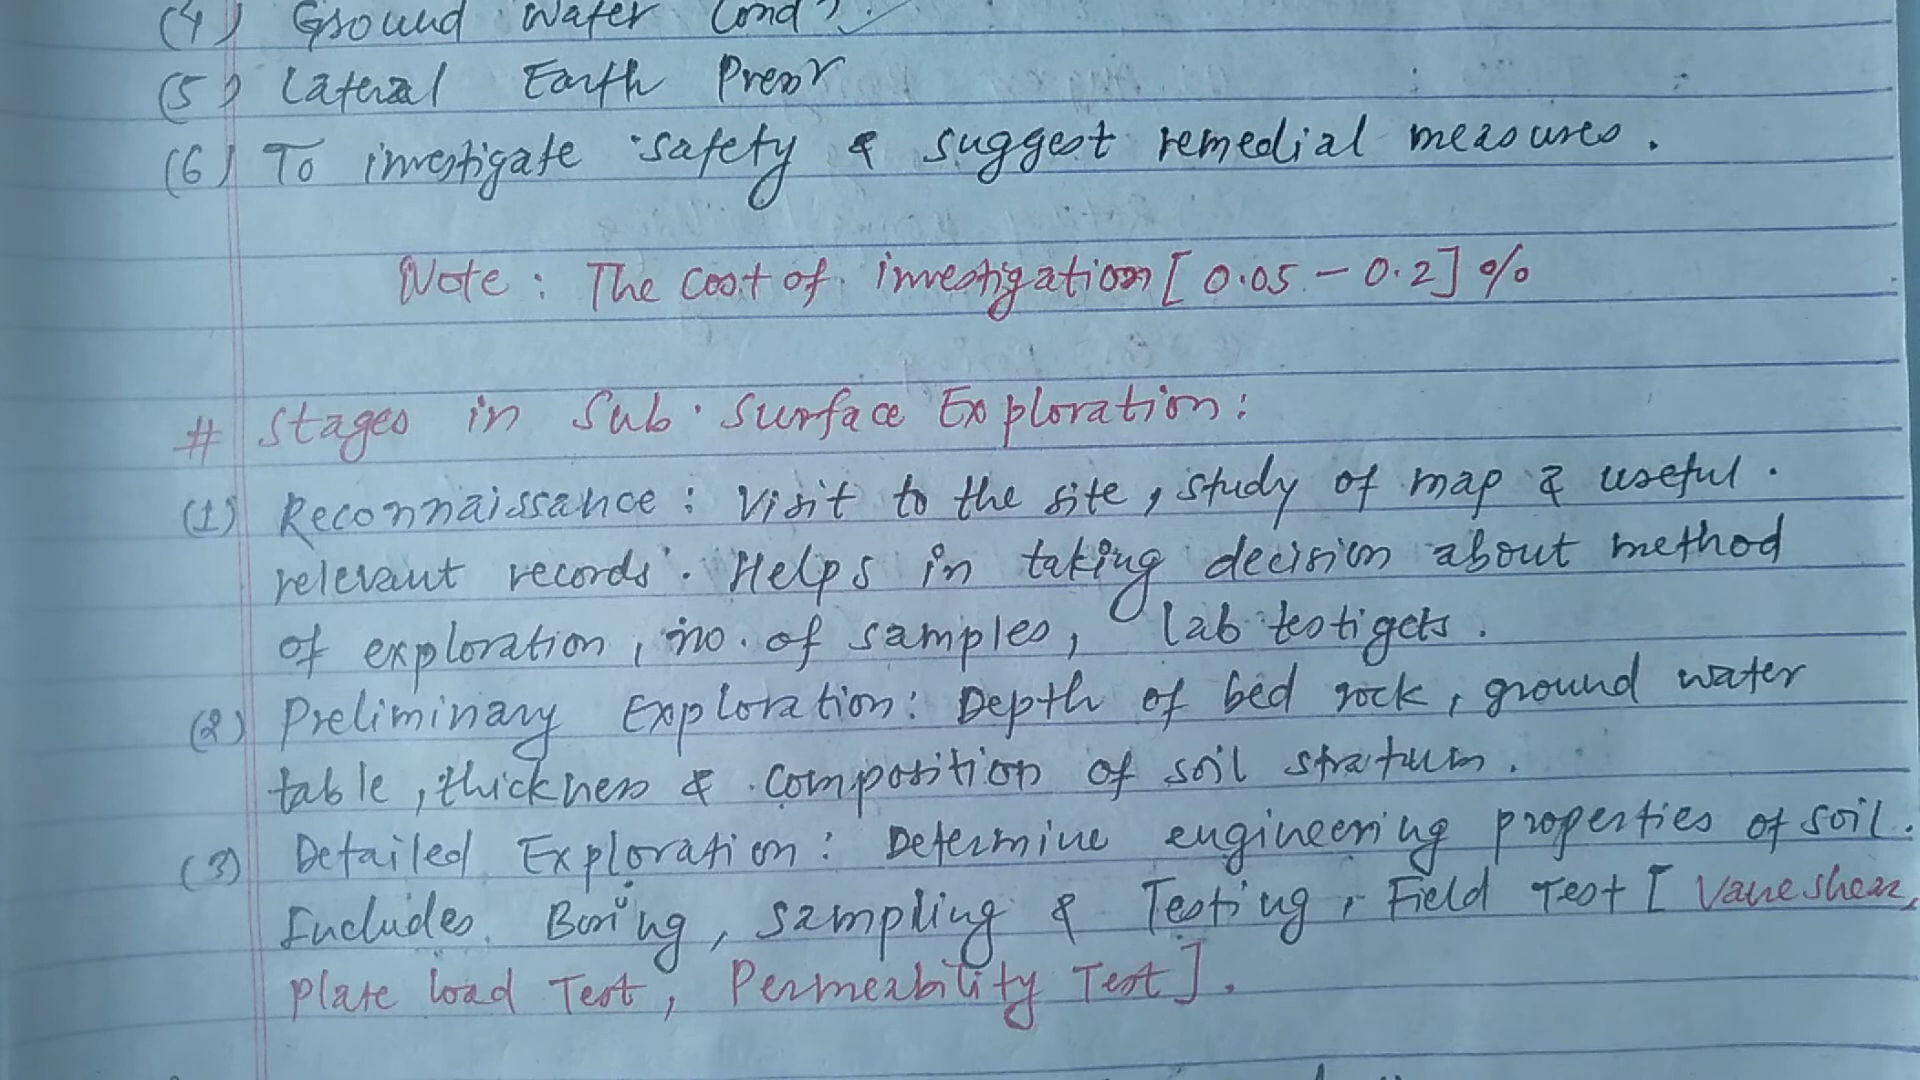 (4) Ground Water Condn.
(5) Lateral Earth Pressr
(6) To investigate safety & suggest remedial measures.
Note: The cost of investigation [0.05 - 0.2] %
# Stages in Sub-Surface Exploration:
(1) Reconnaissance: Visit to the site, study of map & useful
relevant records. Helps in taking decision about method
of exploration, no. of samples, lab
(2) Preliminary Exploration: Depth of bed rock, ground water
table, thickness & composition of soil stratum.
(3) Detailed Exploration: Determine engineering properties of soil.
Includes Boring, sampling & Testing, Field Test [Vane shear,
Plate load Test, Permeability Test].